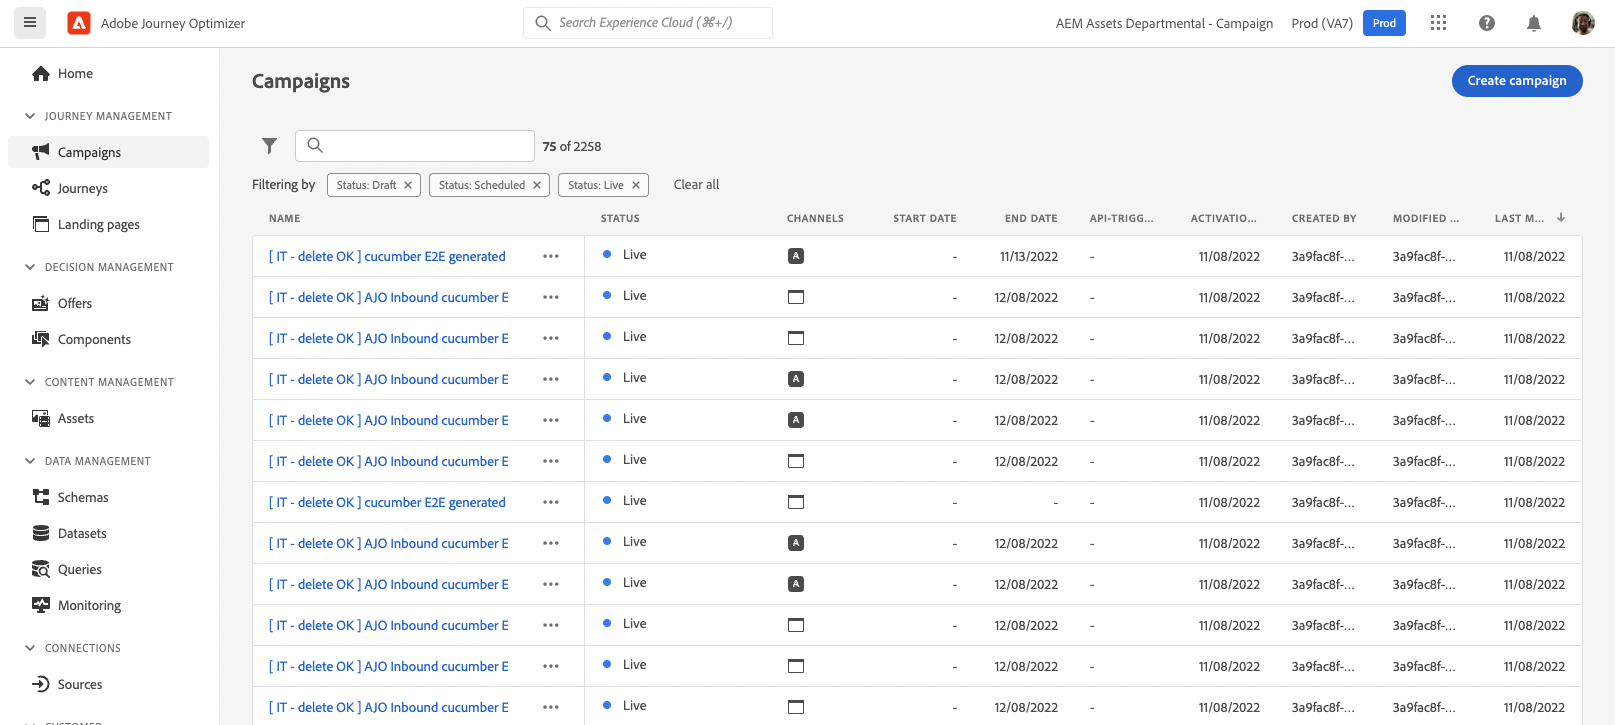 Adobe Journey Optimizer
Search Experience Cloud (⌘+/)
AEM Assets Departmental - Campaign
Prod (VA7)
Prod
Home
JOURNEY MANAGEMENT
Campaigns
Journeys
Landing pages
DECISION MANAGEMENT
Offers
Components
CONTENT MANAGEMENT
Assets
DATA MANAGEMENT
Schemas
Datasets
Queries
Monitoring
CONNECTIONS
Sources
CUSTOMER
Campaigns
Create campaign
75 of 2258
Filtering by Status: Draft × Status: Scheduled × Status: Live × Clear all
NAME STATUS CHANNELS START DATE END DATE API-TRIGG... ACTIVATIO... CREATED BY MODIFIED ... LAST M... ↓
[ IT - delete OK ] cucumber E2E generated ••• Live A - 11/13/2022 - 11/08/2022 3a9fac8f-... 3a9fac8f-... 11/08/2022
[ IT - delete OK ] AJO Inbound cucumber E ••• Live - 12/08/2022 - 11/08/2022 3a9fac8f-... 3a9fac8f-... 11/08/2022
[ IT - delete OK ] AJO Inbound cucumber E ••• Live - 12/08/2022 - 11/08/2022 3a9fac8f-... 3a9fac8f-... 11/08/2022
[ IT - delete OK ] AJO Inbound cucumber E ••• Live A - 12/08/2022 - 11/08/2022 3a9fac8f-... 3a9fac8f-... 11/08/2022
[ IT - delete OK ] AJO Inbound cucumber E ••• Live A - 12/08/2022 - 11/08/2022 3a9fac8f-... 3a9fac8f-... 11/08/2022
[ IT - delete OK ] AJO Inbound cucumber E ••• Live - 12/08/2022 - 11/08/2022 3a9fac8f-... 3a9fac8f-... 11/08/2022
[ IT - delete OK ] cucumber E2E generated ••• Live - - - 11/08/2022 3a9fac8f-... 3a9fac8f-... 11/08/2022
[ IT - delete OK ] AJO Inbound cucumber E ••• Live A - 12/08/2022 - 11/08/2022 3a9fac8f-... 3a9fac8f-... 11/08/2022
[ IT - delete OK ] AJO Inbound cucumber E ••• Live A - 12/08/2022 - 11/08/2022 3a9fac8f-... 3a9fac8f-... 11/08/2022
[ IT - delete OK ] AJO Inbound cucumber E ••• Live - 12/08/2022 - 11/08/2022 3a9fac8f-... 3a9fac8f-... 11/08/2022
[ IT - delete OK ] AJO Inbound cucumber E ••• Live - 12/08/2022 - 11/08/2022 3a9fac8f-... 3a9fac8f-... 11/08/2022
[ IT - delete OK ] AJO Inbound cucumber E ••• Live - 12/08/2022 - 11/08/2022 3a9fac8f-... 3a9fac8f-... 11/08/2022